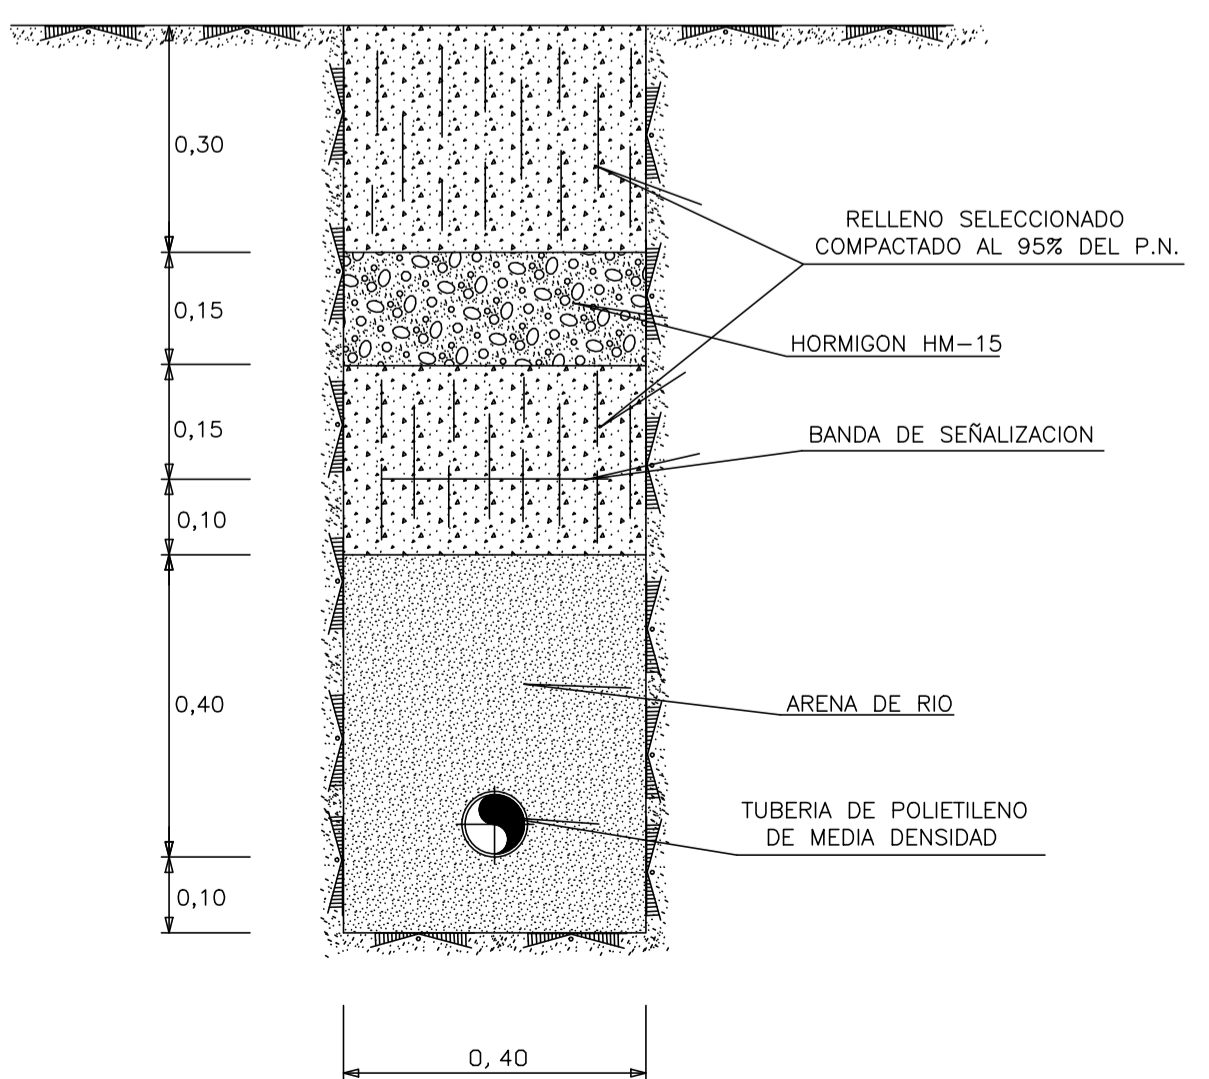 0,30
RELLENO SELECCIONADO
COMPACTADO AL 95% DEL P.N.
0,15
HORMIGON HM-15
0,15
BANDA DE SEÑALIZACION
0,10
0,40
ARENA DE RIO
TUBERIA DE POLIETILENO
DE MEDIA DENSIDAD
0,10
0,40